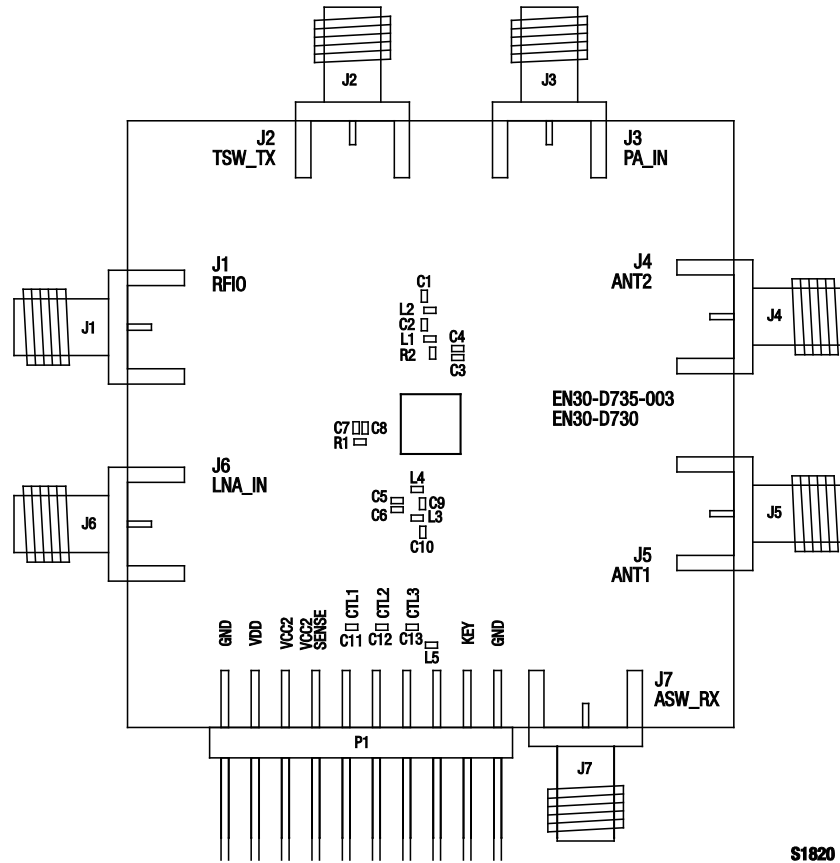 J2
J3
J2
TSW_TX
J3
PA_IN
J1
RFIO
J4
ANT2
J1
J4
C1
L2
C2
L1
R2
C4
C3
EN30-D735-003
EN30-D730
C7
C8
R1
J6
LNA_IN
L4
C5
C9
C6
L3
C10
J6
J5
J5
ANT1
GND
VDD
VCC2
VCC2
SENSE
CTL1
CTL2
CTL3
KEY
GND
C11
C12
C13
L5
J7
ASW_RX
P1
J7
S1820